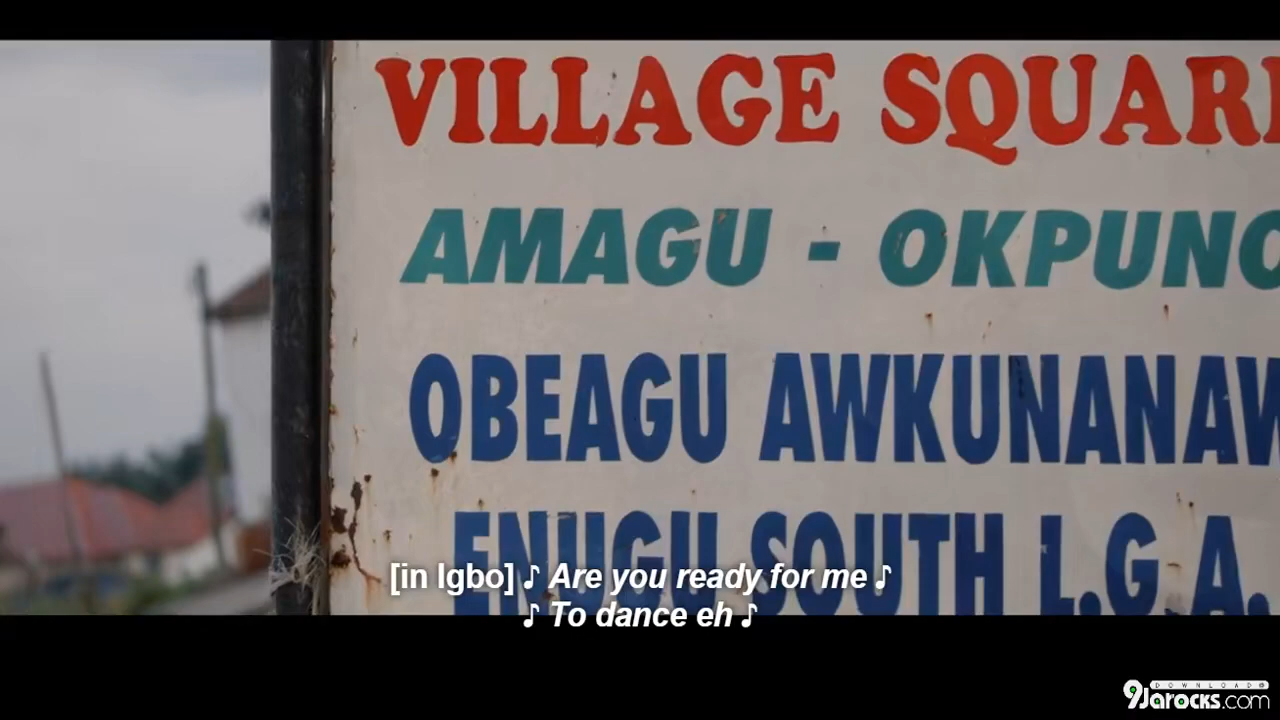 VILLAGE SQUAR
AMAGU - OKPUNO
OBEAGU AWKUNANAW
ENUGU SOUTH L.G.A.
[in Igbo] ♪ Are you ready for me ♪
♪ To dance eh ♪
DOWNLOAD@
9Jarocks.com